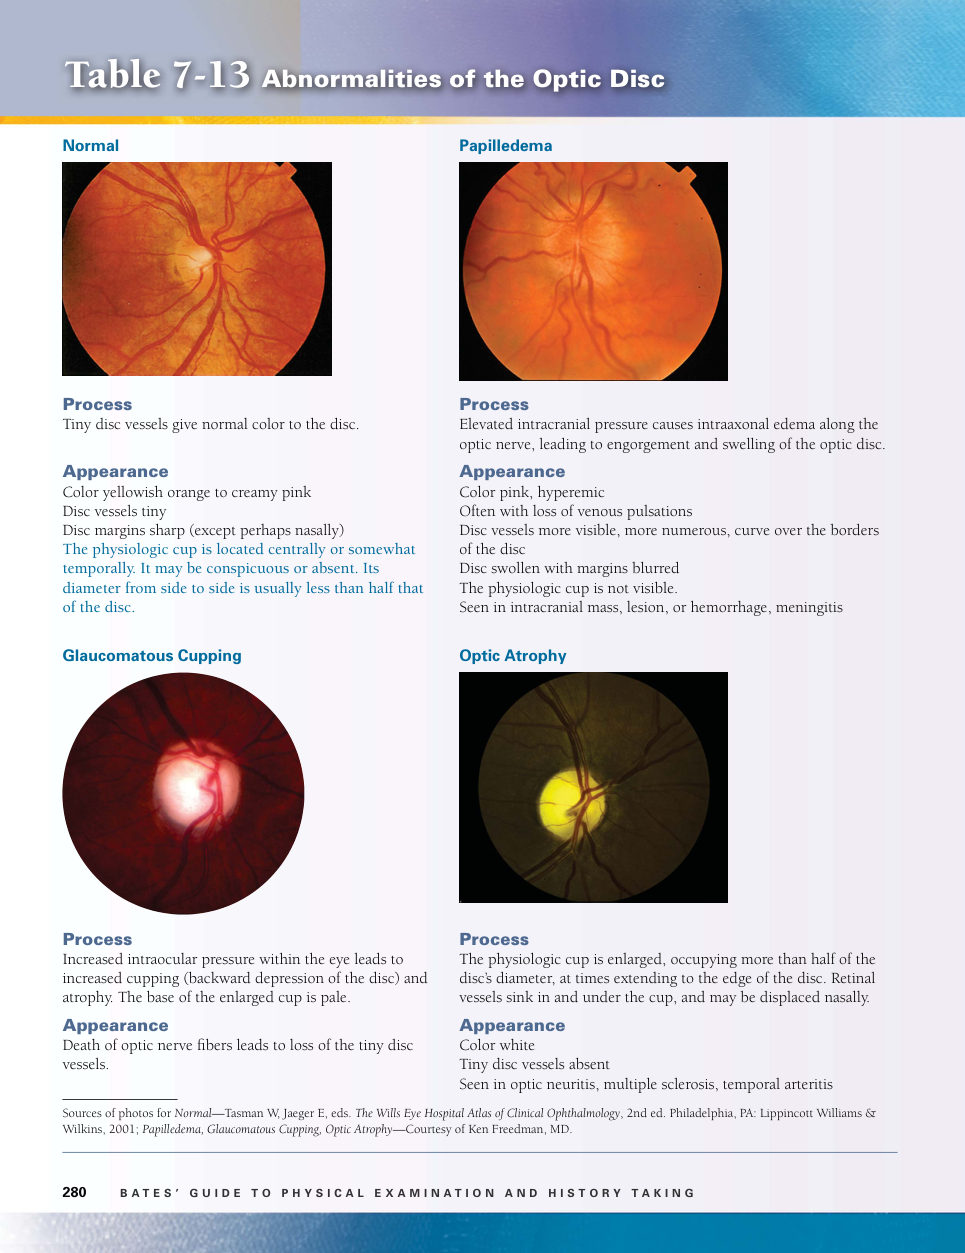 Table 7-13 Abnormalities of the Optic Disc
Normal
Process
Tiny disc vessels give normal color to the disc.
Appearance
Color yellowish orange to creamy pink
Disc vessels tiny
Disc margins sharp (except perhaps nasally)
The physiologic cup is located centrally or somewhat
temporally. It may be conspicuous or absent. Its
diameter from side to side is usually less than half that
of the disc.
Papilledema
Process
Elevated intracranial pressure causes intraaxonal edema along the
optic nerve, leading to engorgement and swelling of the optic disc.
Appearance
Color pink, hyperemic
Often with loss of venous pulsations
Disc vessels more visible, more numerous, curve over the borders
of the disc
Disc swollen with margins blurred
The physiologic cup is not visible.
Seen in intracranial mass, lesion, or hemorrhage, meningitis
Glaucomatous Cupping
Process
Increased intraocular pressure within the eye leads to
increased cupping (backward depression of the disc) and
atrophy. The base of the enlarged cup is pale.
Appearance
Death of optic nerve fibers leads to loss of the tiny disc
vessels.
Optic Atrophy
Process
The physiologic cup is enlarged, occupying more than half of the
disc's diameter, at times extending to the edge of the disc. Retinal
vessels sink in and under the cup, and may be displaced nasally.
Appearance
Color white
Tiny disc vessels absent
Seen in optic neuritis, multiple sclerosis, temporal arteritis
Sources of photos for Normal—Tasman W, Jaeger E, eds. The Wills Eye Hospital Atlas of Clinical Ophthalmology, 2nd ed. Philadelphia, PA: Lippincott Williams &
Wilkins, 2001; Papilledema, Glaucomatous Cupping, Optic Atrophy—Courtesy of Ken Freedman, MD.
280 BATES' GUIDE TO PHYSICAL EXAMINATION AND HISTORY TAKING